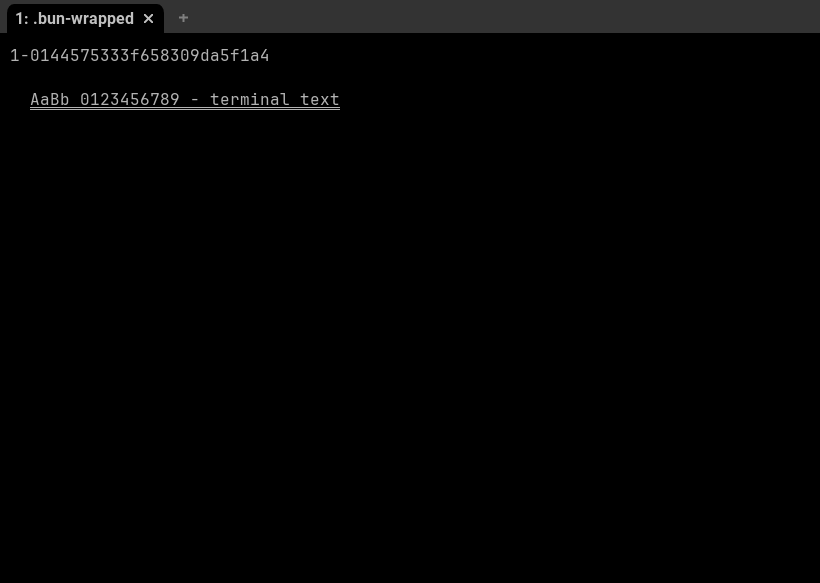 1: .bun-wrapped × +
1-0144575333f658309da5f1a4
AaBb 0123456789 - terminal text